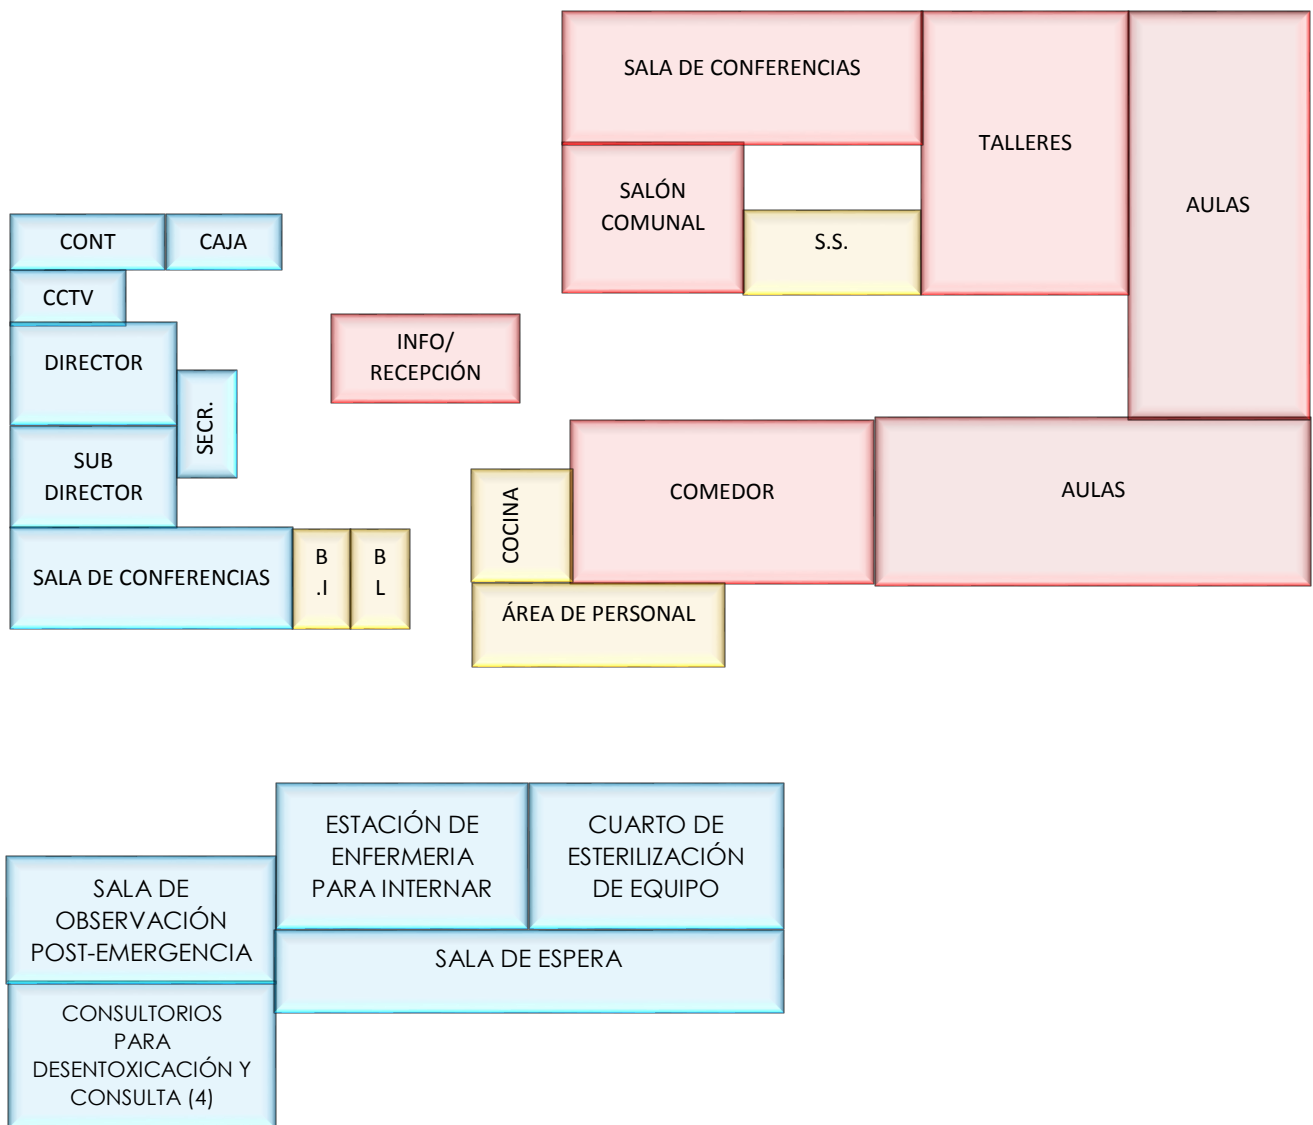 SALA DE CONFERENCIAS
TALLERES
AULAS
SALÓN
COMUNAL
S.S.
CONT
CAJA
CCTV
DIRECTOR
SECR.
SUB
DIRECTOR
SALA DE CONFERENCIAS
B
.I
B
L
INFO/
RECEPCIÓN
COCINA
COMEDOR
AULAS
ÁREA DE PERSONAL
ESTACIÓN DE
ENFERMERIA
PARA INTERNAR
CUARTO DE
ESTERILIZACIÓN
DE EQUIPO
SALA DE
OBSERVACIÓN
POST-EMERGENCIA
SALA DE ESPERA
CONSULTORIOS
PARA
DESENTOXICACIÓN Y
CONSULTA (4)